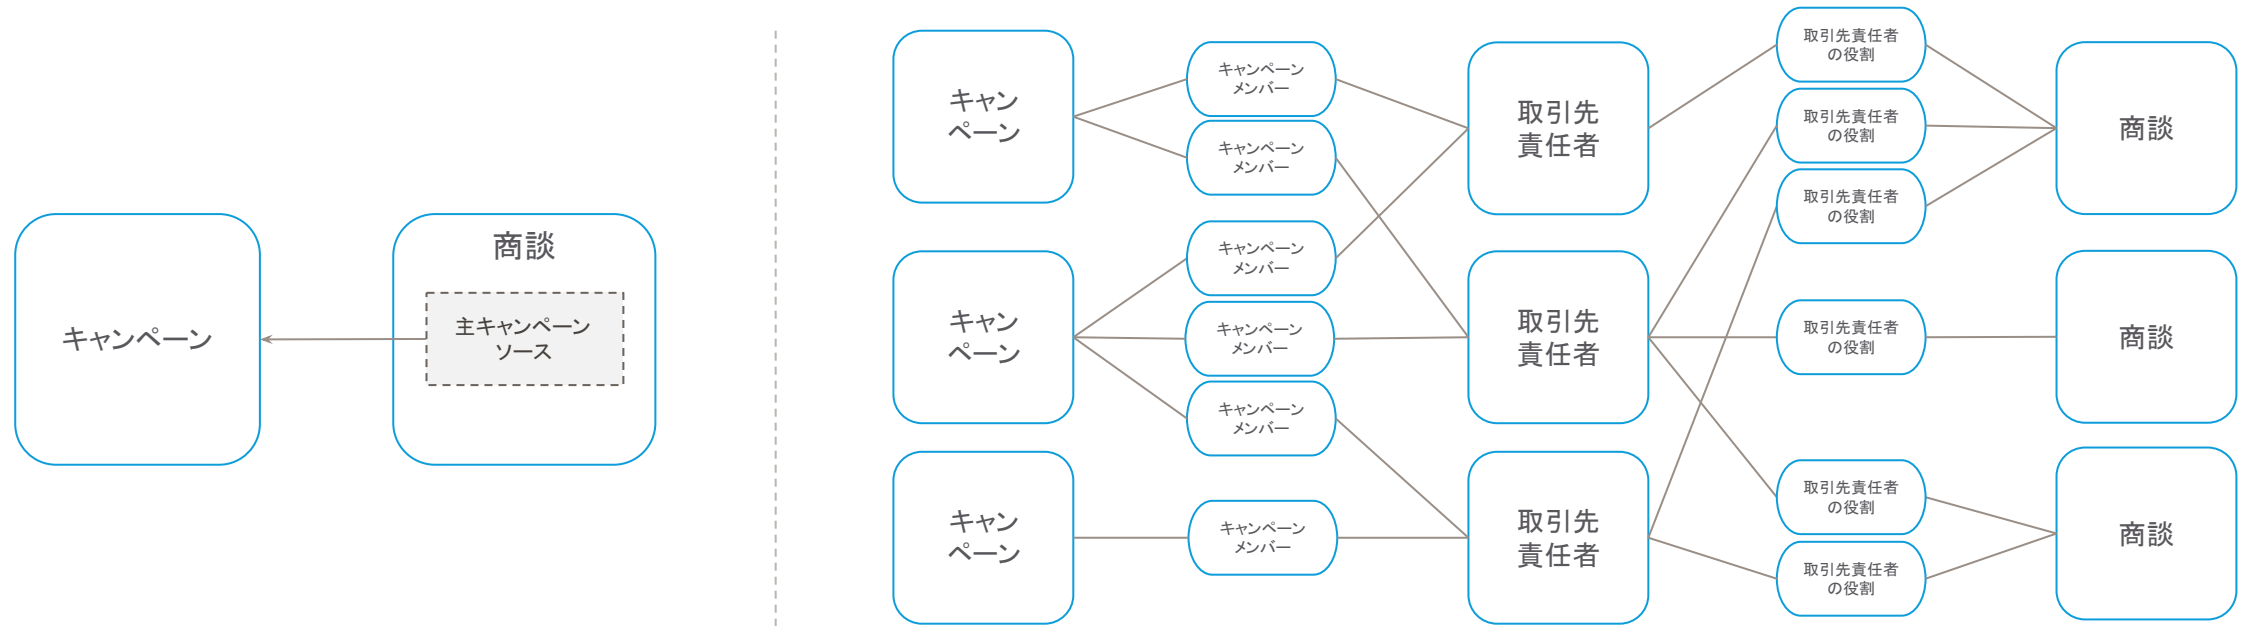 キャンペーン
商談
主キャンペーン
ソース
キャン
ペーン
キャン
ペーン
キャン
ペーン
キャンペーン
メンバー
キャンペーン
メンバー
キャンペーン
メンバー
キャンペーン
メンバー
キャンペーン
メンバー
キャンペーン
メンバー
取引先
責任者
取引先
責任者
取引先
責任者
取引先責任者
の役割
取引先責任者
の役割
取引先責任者
の役割
取引先責任者
の役割
取引先責任者
の役割
取引先責任者
の役割
商談
商談
商談